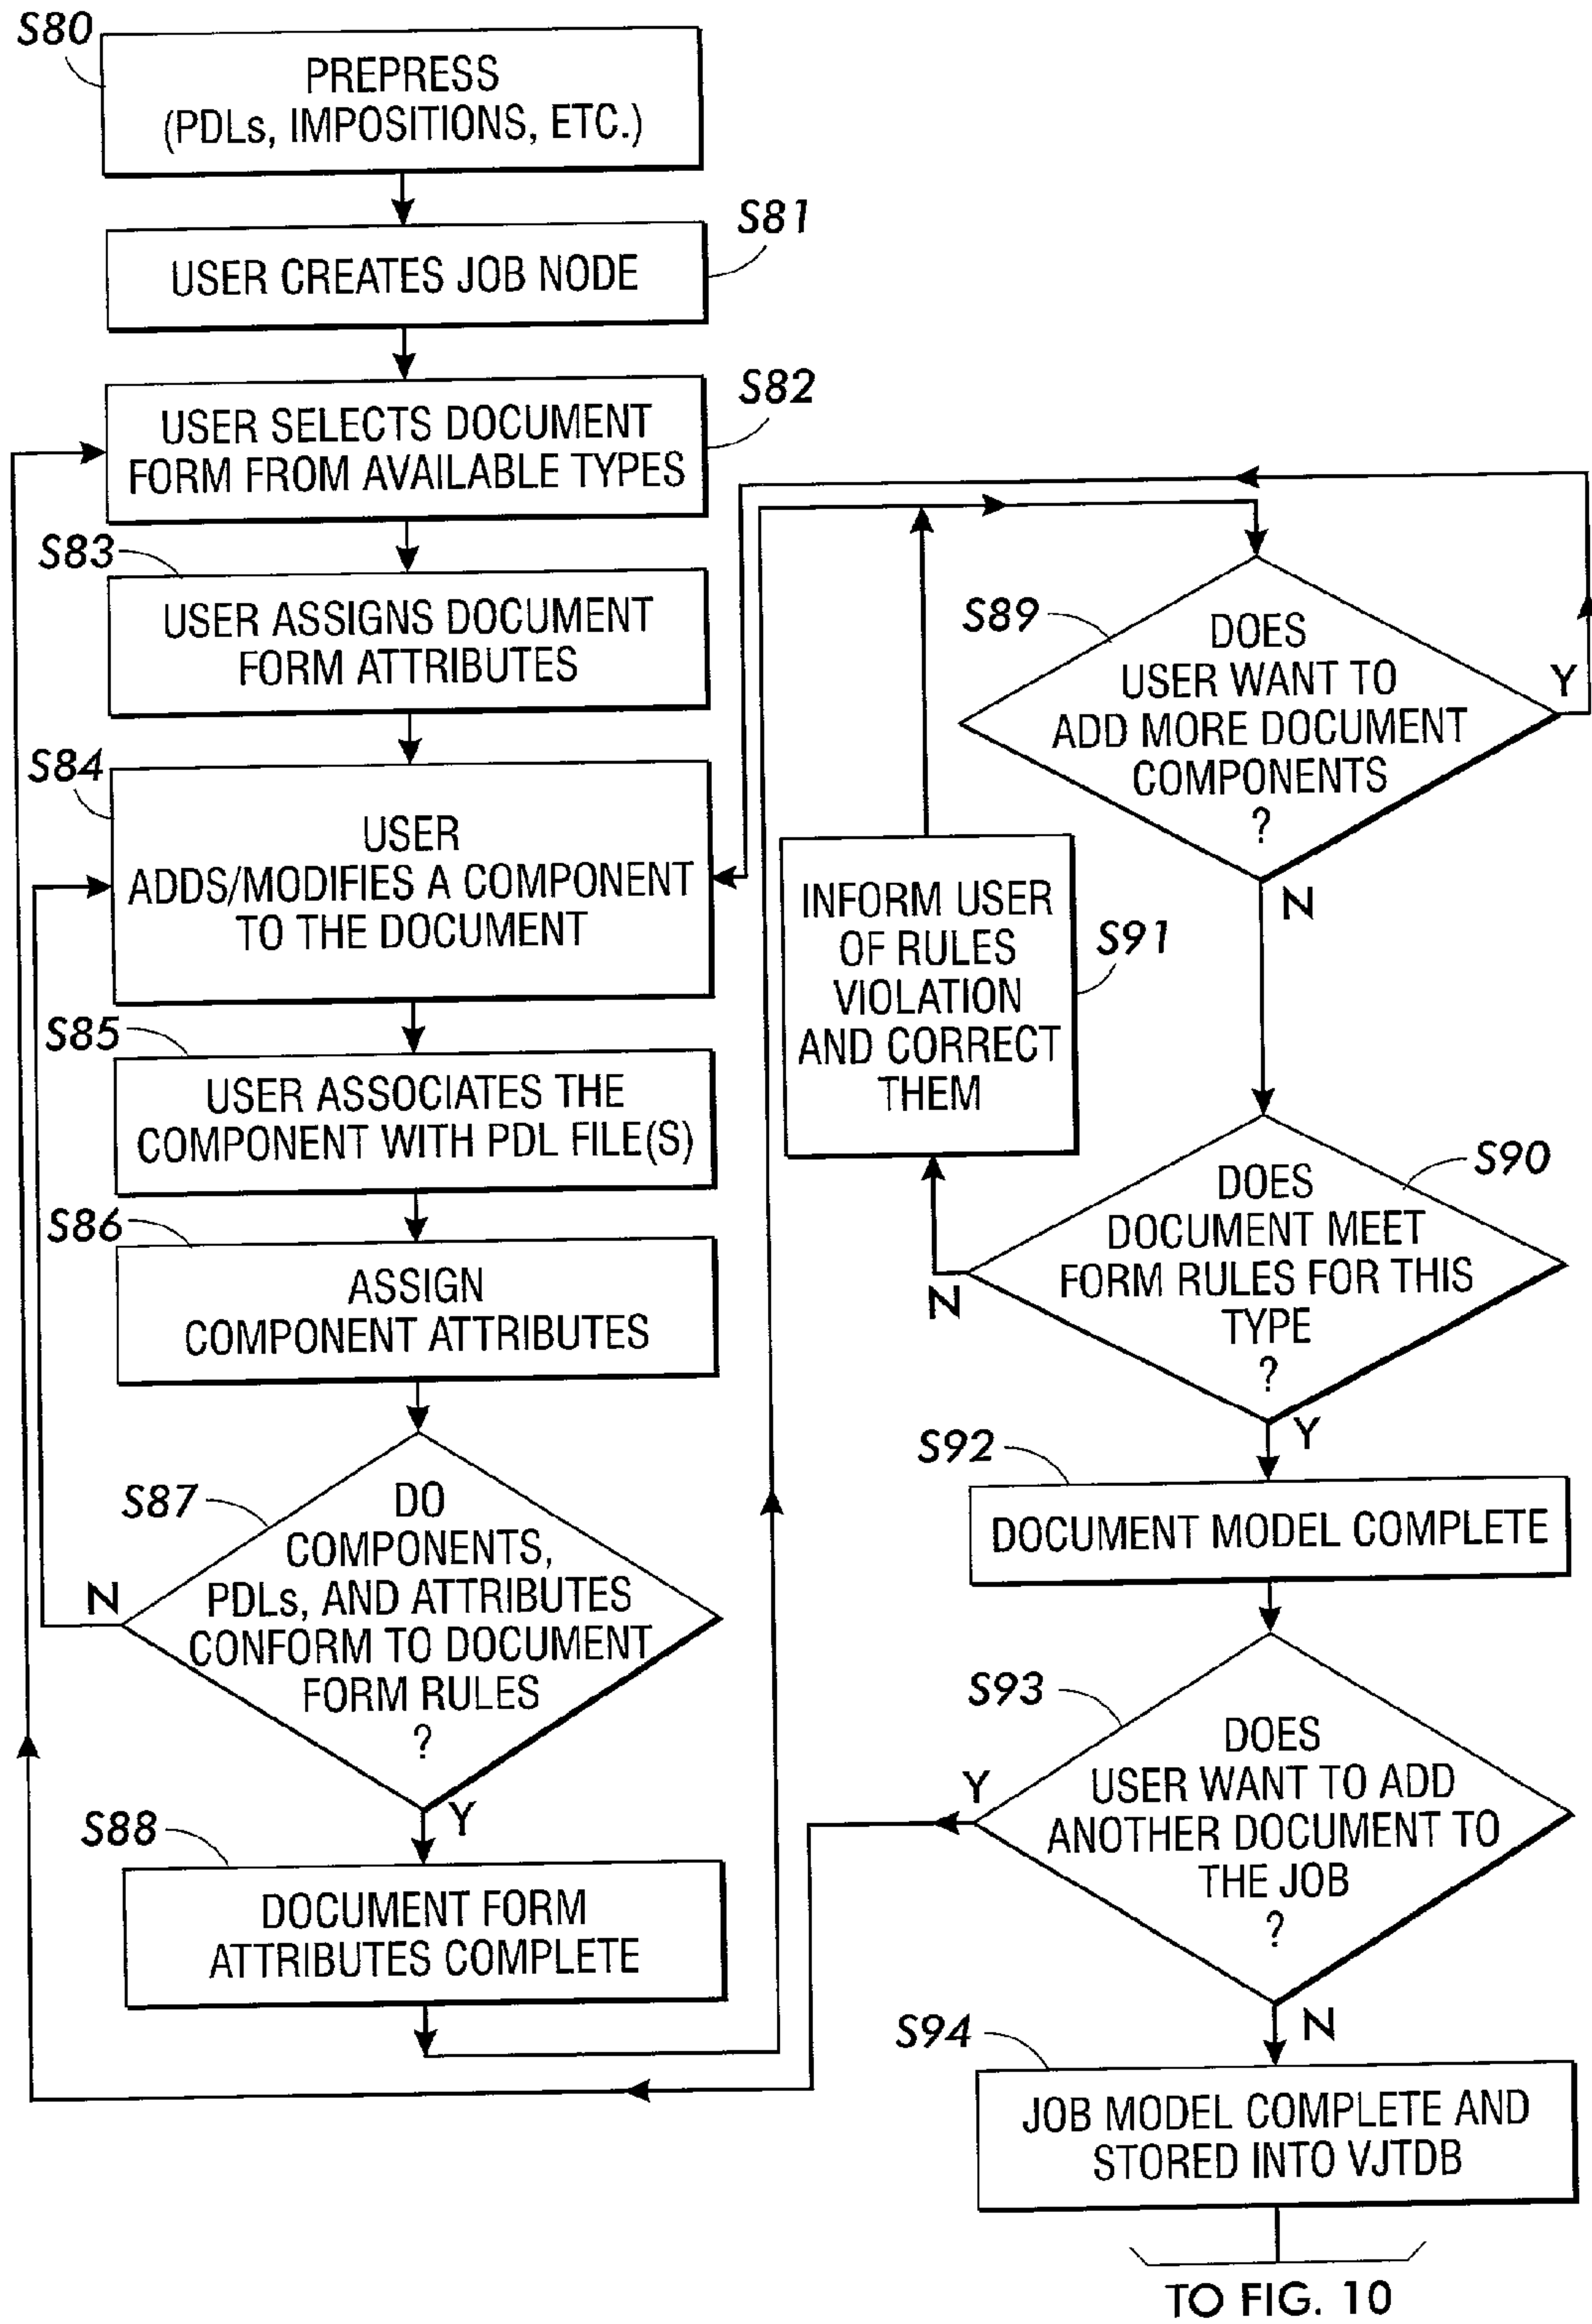 S80
PREPRESS
(PDLs, IMPOSITIONS, ETC.)
S81
USER CREATES JOB NODE
S82
USER SELECTS DOCUMENT
FORM FROM AVAILABLE TYPES
S83
USER ASSIGNS DOCUMENT
FORM ATTRIBUTES
S84
USER
ADDS/MODIFIES A COMPONENT
TO THE DOCUMENT
S85
USER ASSOCIATES THE
COMPONENT WITH PDL FILE(S)
S86
ASSIGN
COMPONENT ATTRIBUTES
S87
DO
COMPONENTS,
PDLs, AND ATTRIBUTES
CONFORM TO DOCUMENT
FORM RULES
?
N
Y
S88
DOCUMENT FORM
ATTRIBUTES COMPLETE
S89
DOES
USER WANT TO
ADD MORE DOCUMENT
COMPONENTS
?
Y
N
INFORM USER
OF RULES
VIOLATION
AND CORRECT
THEM
S91
S90
DOES
DOCUMENT MEET
FORM RULES FOR THIS
TYPE
?
N
Y
S92
DOCUMENT MODEL COMPLETE
S93
DOES
USER WANT TO ADD
ANOTHER DOCUMENT TO
THE JOB
?
Y
N
S94
JOB MODEL COMPLETE AND
STORED INTO VJTDB
TO FIG. 10